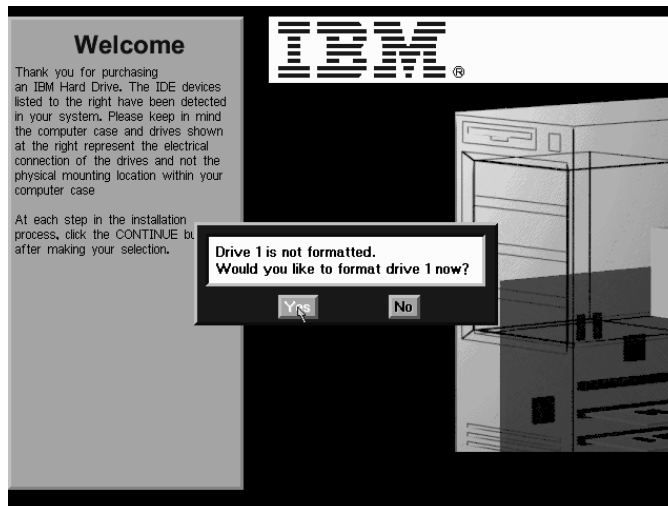 Welcome
Thank you for purchasing
an IBM Hard Drive. The IDE devices
listed to the right have been detected
in your system. Please keep in mind
the computer case and drives shown
at the right represent the electrical
connection of the drives and not the
physical mounting location within your
computer case
At each step in the installation
process, click the CONTINUE bu
after making your selection.
IBM®
Drive 1 is not formatted.
Would you like to format drive 1 now?
Yes
No